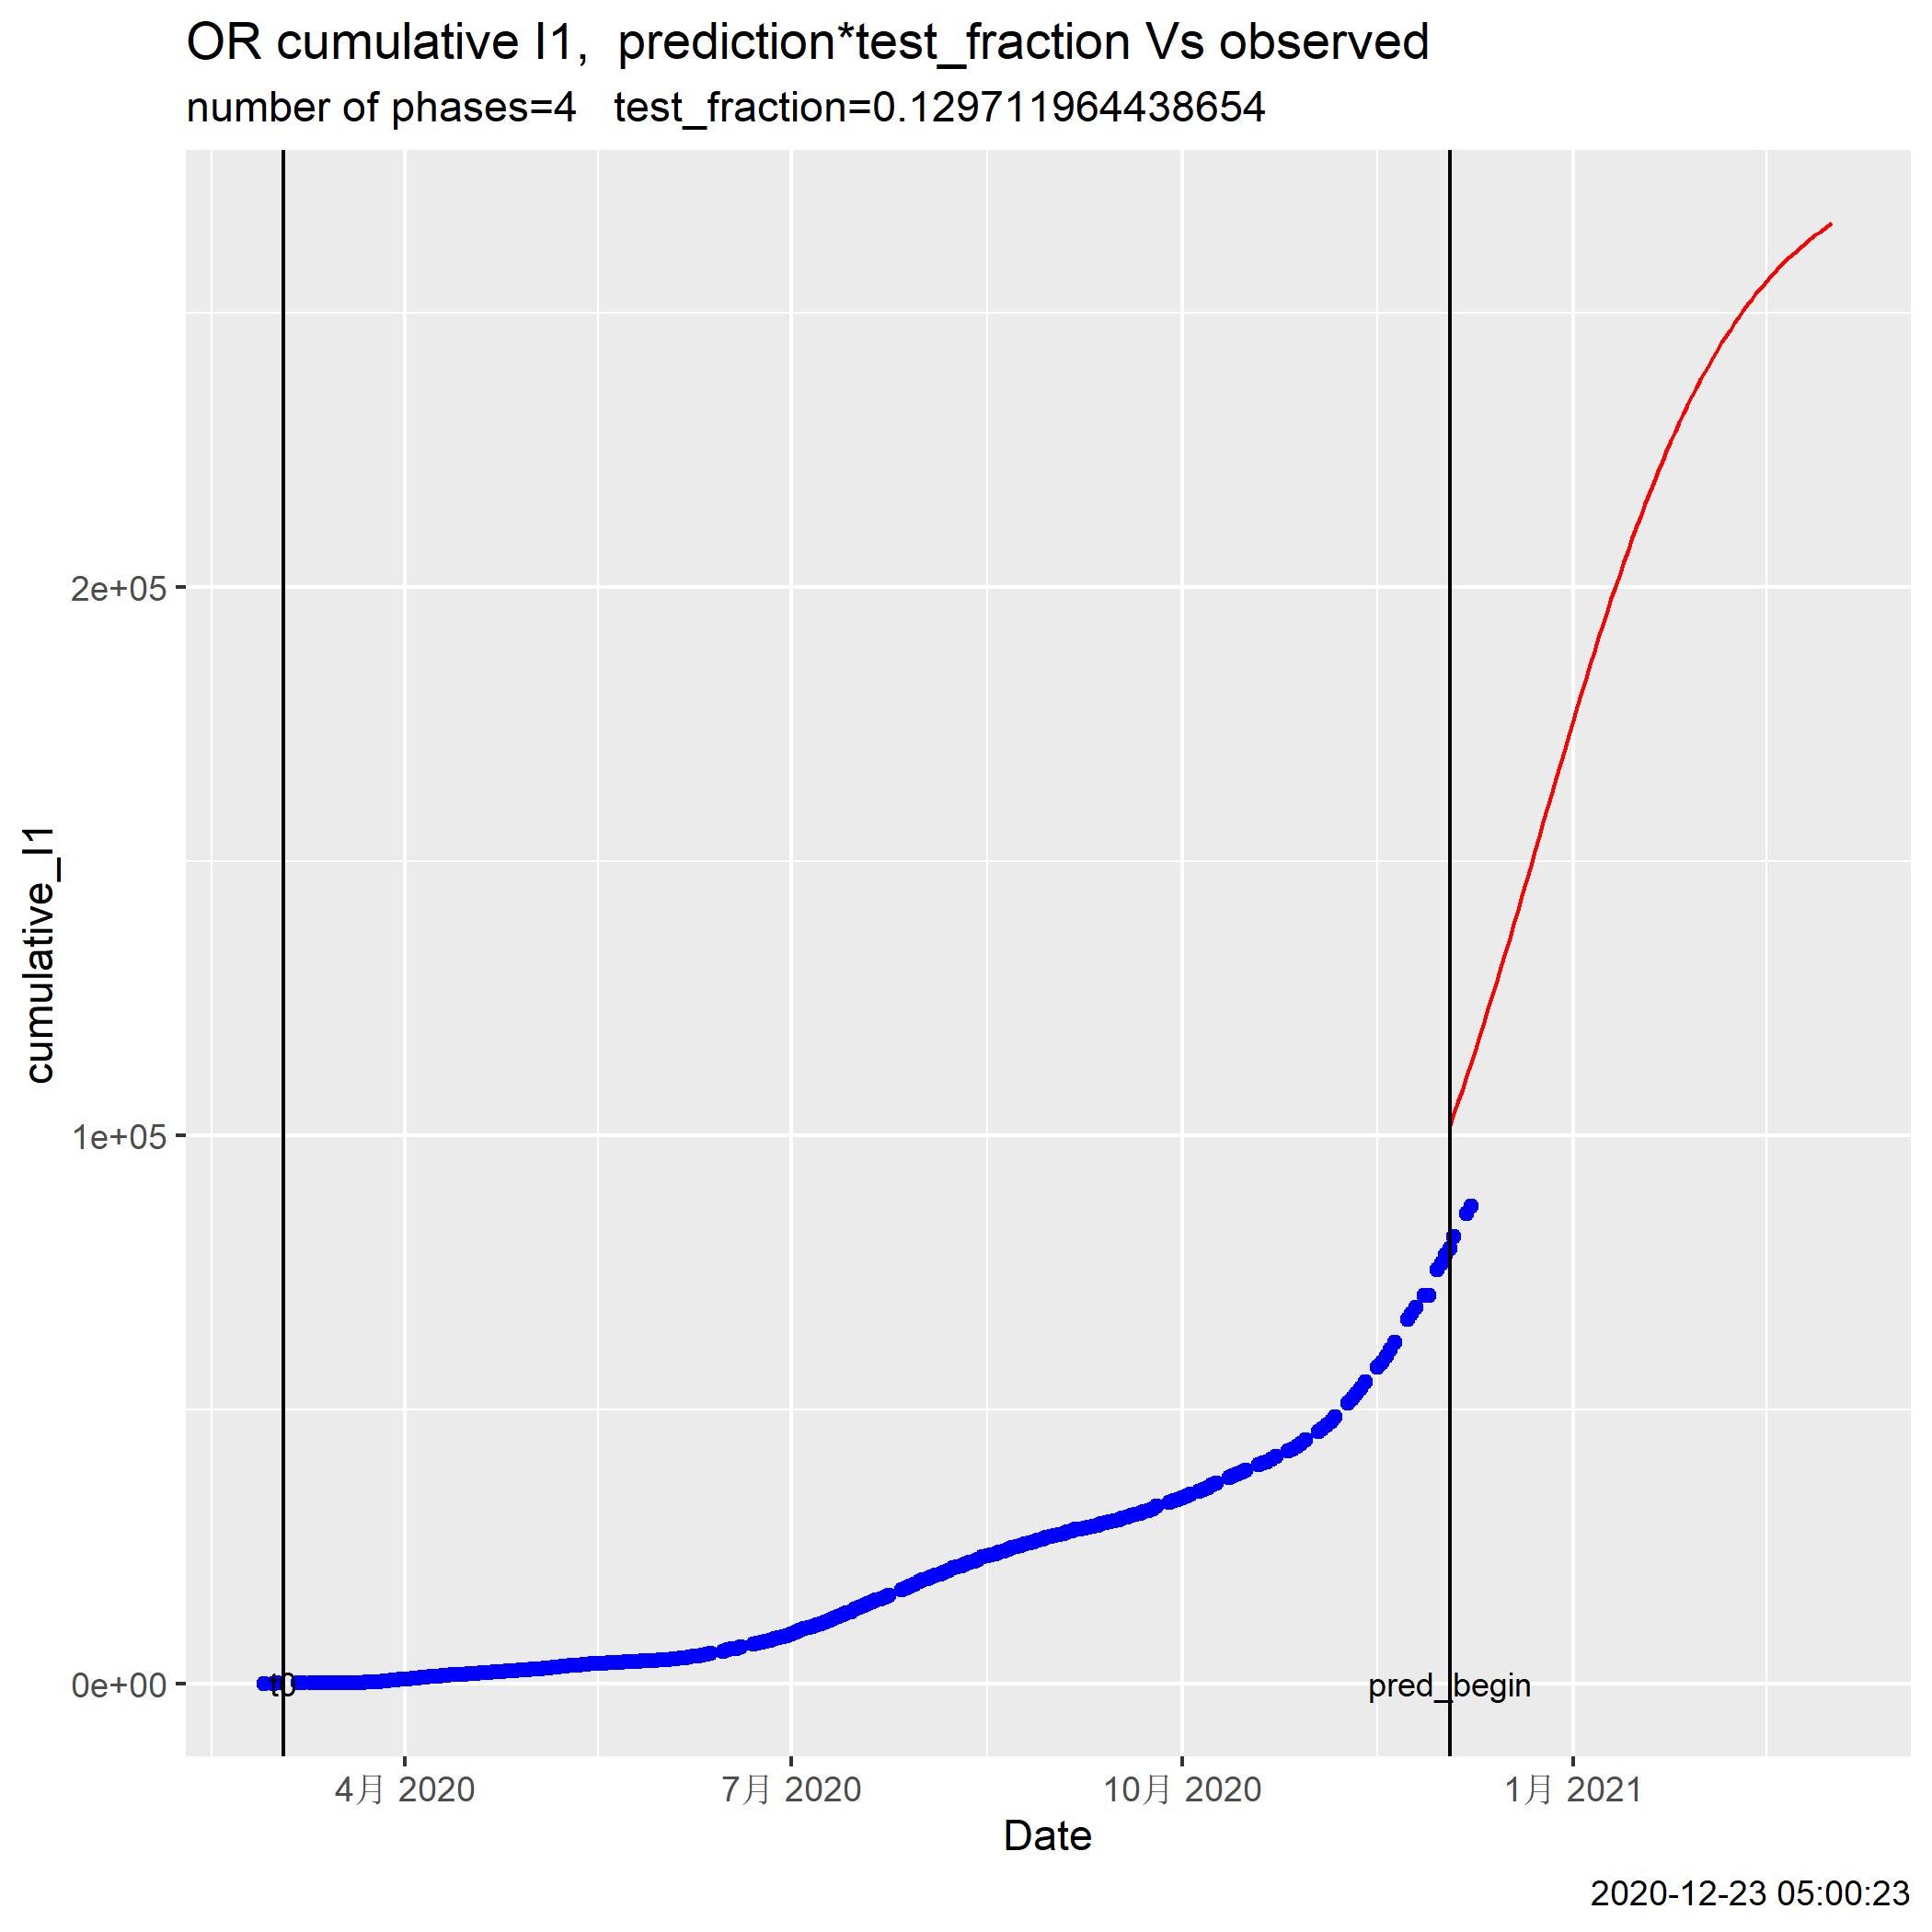 OR cumulative I1,  prediction*test_fraction Vs observed
number of phases=4   test_fraction=0.129711964438654
cumulative_I1
2e+05
1e+05
0e+00
t0
pred_begin
4月 2020
7月 2020
10月 2020
1月 2021
Date
2020-12-23 05:00:23